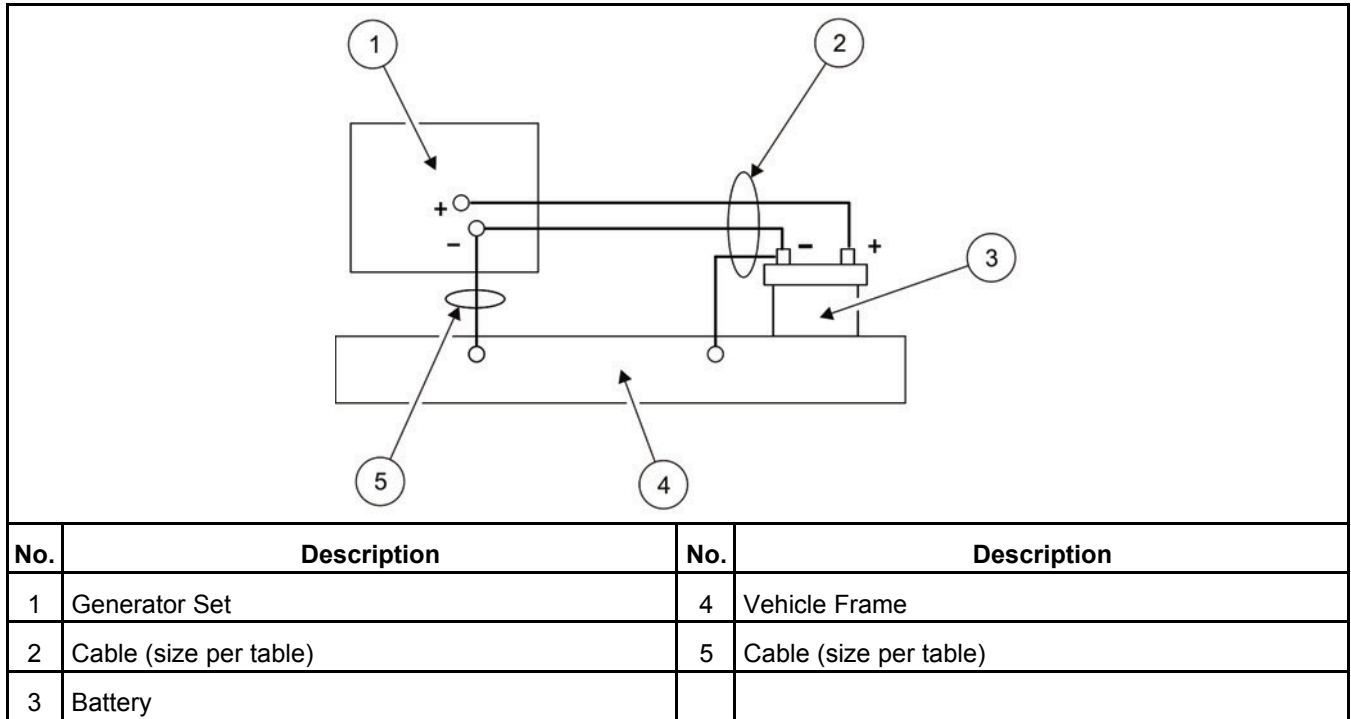 1
2
+
−
− +
3
5
4
No. Description No. Description
1 Generator Set 4 Vehicle Frame
2 Cable (size per table) 5 Cable (size per table)
3 Battery